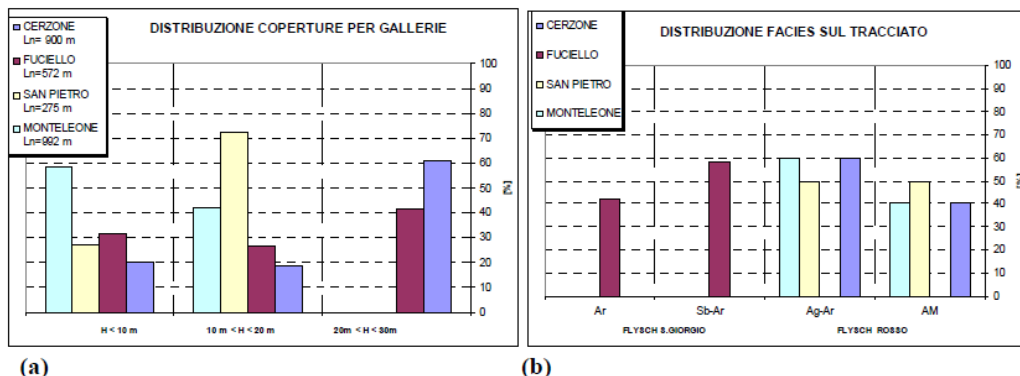 CERZONE
Ln= 900 m
FUCIELLO
Ln=572 m
SAN PIETRO
Ln=275 m
MONTELEONE
Ln=992 m
DISTRIBUZIONE COPERTURE PER GALLERIE
100
90
80
70
60
50
40
30
20
10
0
[%]
H < 10 m
10 m < H < 20 m
20m < H < 30m
(a)
CERZONE
FUCIELLO
SAN PIETRO
MONTELEONE
DISTRIBUZIONE FACIES SUL TRACCIATO
100
90
80
70
60
50
40
30
20
10
0
[%]
Ar
Sb-Ar
Ag-Ar
AM
FLYSCH S.GIORGIO
FLYSCH ROSSO
(b)